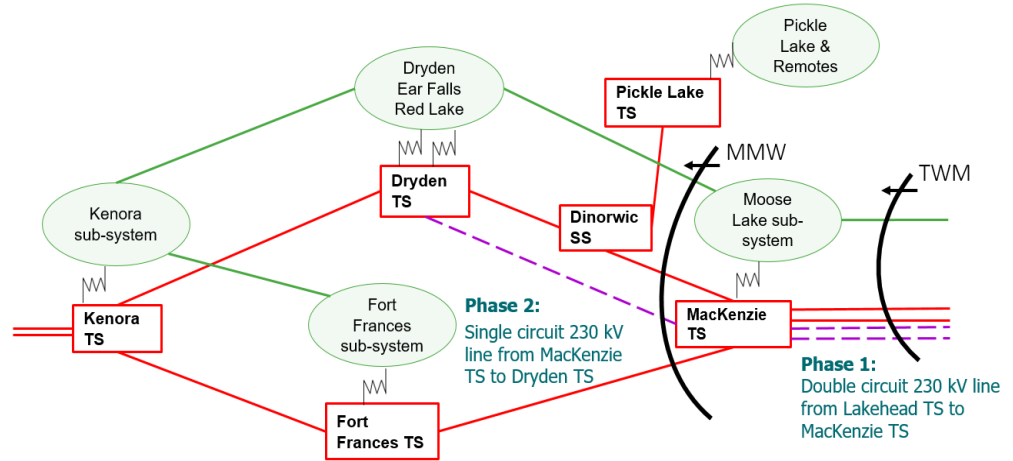 Pickle
Lake &
Remotes
Dryden
Ear Falls
Red Lake
Pickle Lake
TS
MMW
TWM
Dryden
TS
Moose
Lake sub-
system
Kenora
sub-system
Dinorwic
SS
Kenora
TS
Fort
Frances
sub-system
Phase 2:
Single circuit 230 kV
line from MacKenzie
TS to Dryden TS
MacKenzie
TS
Phase 1:
Double circuit 230 kV line
from Lakehead TS to
MacKenzie TS
Fort
Frances TS